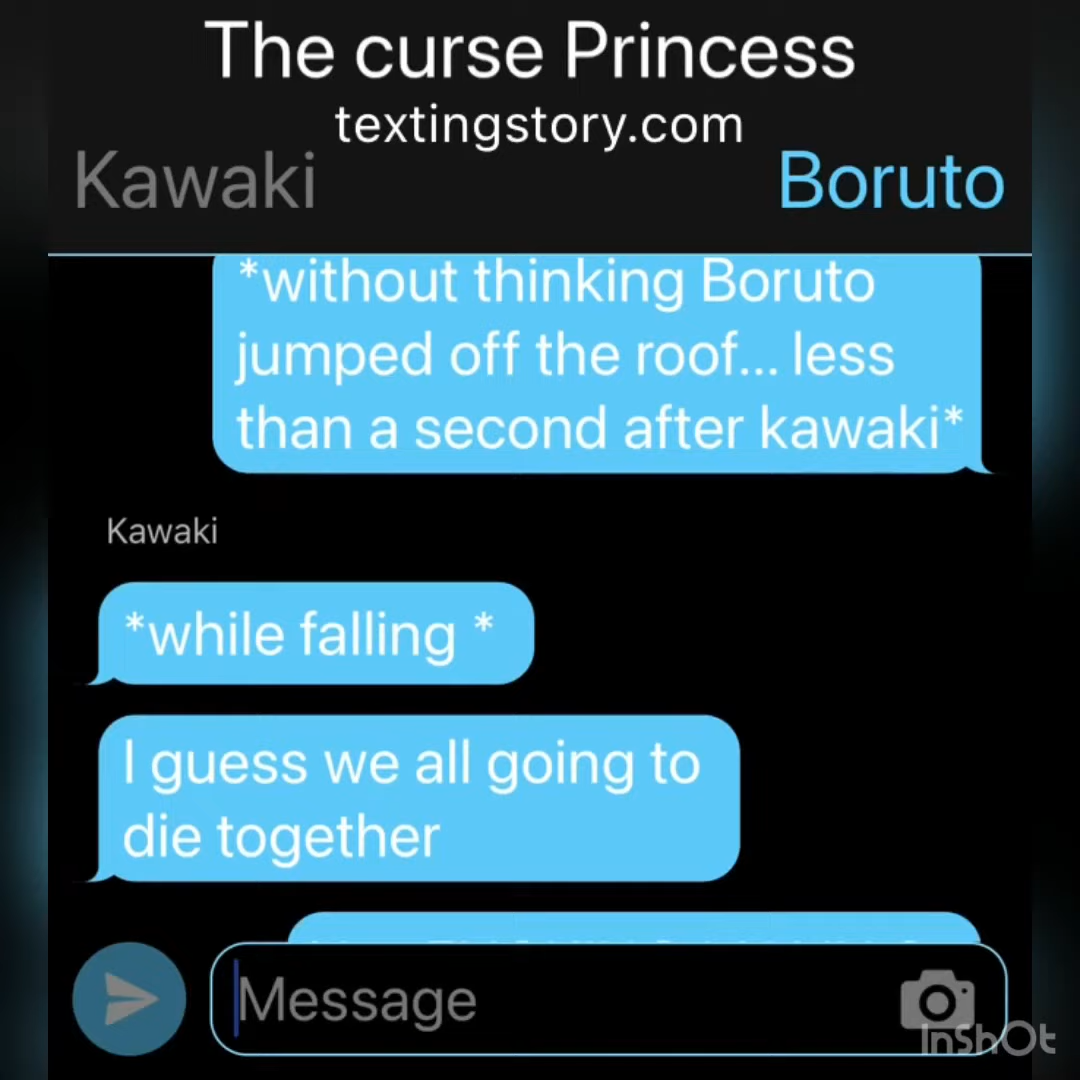 The curse Princess
textingstory.com
Kawaki
Boruto
*without thinking Boruto
jumped off the roof... less
than a second after kawaki*
Kawaki
*while falling *
I guess we all going to
die together
Message
InShOt